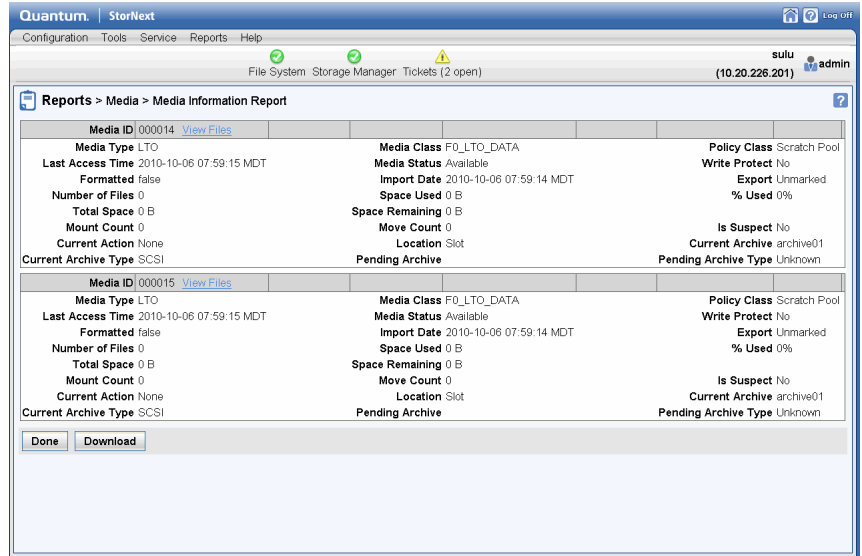 Quantum. StorNext Log Off
Configuration Tools Service Reports Help
File System Storage Manager Tickets (2 open)
sulu
(10.20.226.201)
admin
Reports > Media > Media Information Report
Media ID 000014 View Files
Media Type LTO Media Class F0_LTO_DATA Policy Class Scratch Pool
Last Access Time 2010-10-06 07:59:15 MDT Media Status Available Write Protect No
Formatted false Import Date 2010-10-06 07:59:14 MDT Export Unmarked
Number of Files 0 Space Used 0 B % Used 0%
Total Space 0 B Space Remaining 0 B
Mount Count 0 Move Count 0 Is Suspect No
Current Action None Location Slot Current Archive archive01
Current Archive Type SCSI Pending Archive Pending Archive Type Unknown
Media ID 000015 View Files
Media Type LTO Media Class F0_LTO_DATA Policy Class Scratch Pool
Last Access Time 2010-10-06 07:59:15 MDT Media Status Available Write Protect No
Formatted false Import Date 2010-10-06 07:59:14 MDT Export Unmarked
Number of Files 0 Space Used 0 B % Used 0%
Total Space 0 B Space Remaining 0 B
Mount Count 0 Move Count 0 Is Suspect No
Current Action None Location Slot Current Archive archive01
Current Archive Type SCSI Pending Archive Pending Archive Type Unknown
Done Download